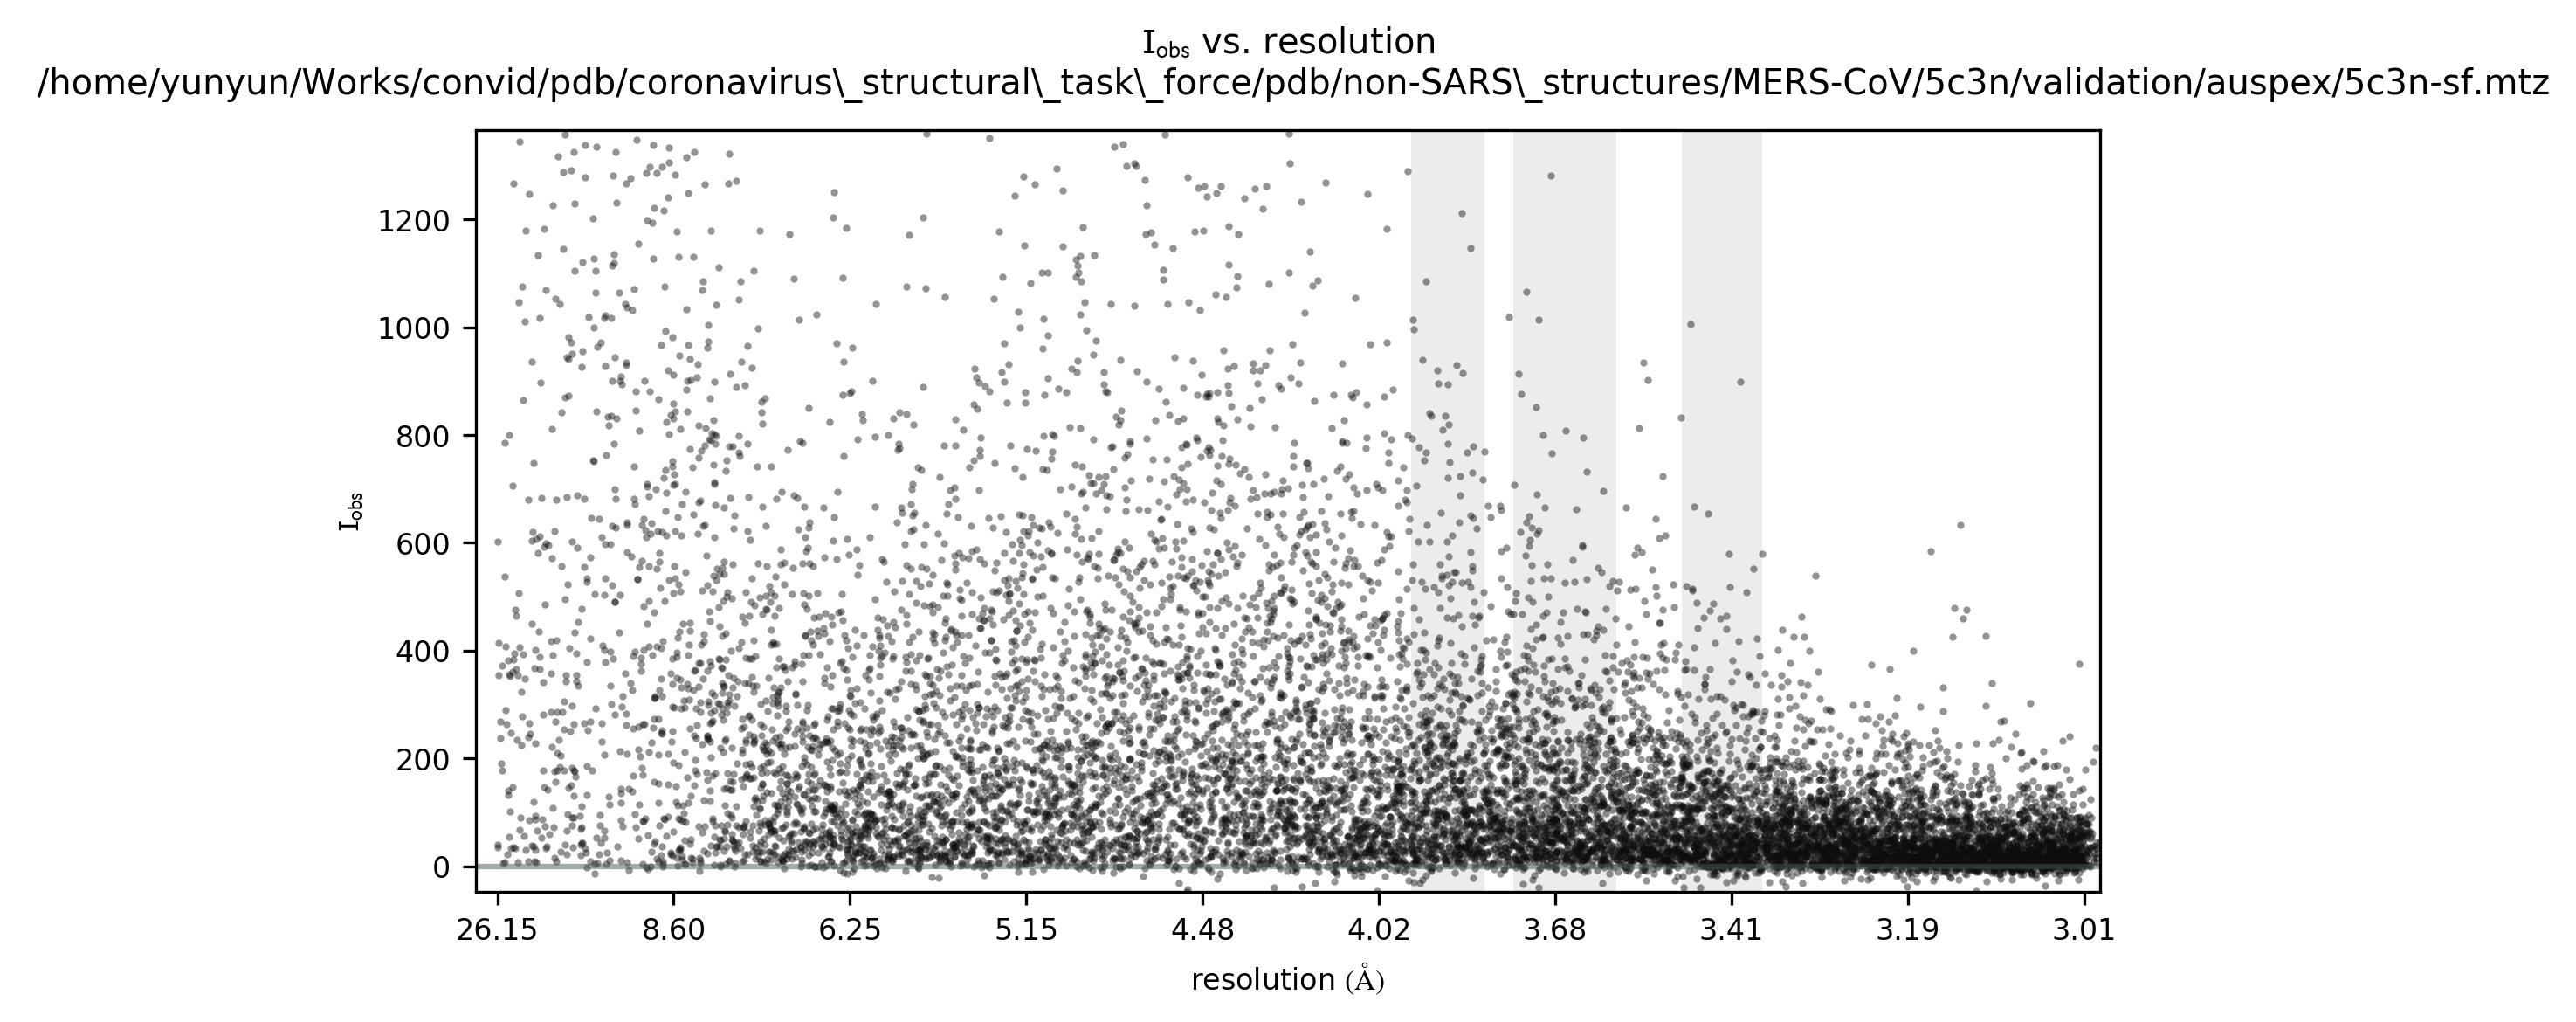 I_obs vs. resolution
/home/yunyun/Works/convid/pdb/coronavirus\_structural\_task\_force/pdb/non-SARS\_structures/MERS-CoV/5c3n/validation/auspex/5c3n-sf.mtz
I_obs
1200
1000
800
600
400
200
0
26.15 8.60 6.25 5.15 4.48 4.02 3.68 3.41 3.19 3.01
resolution (Å)